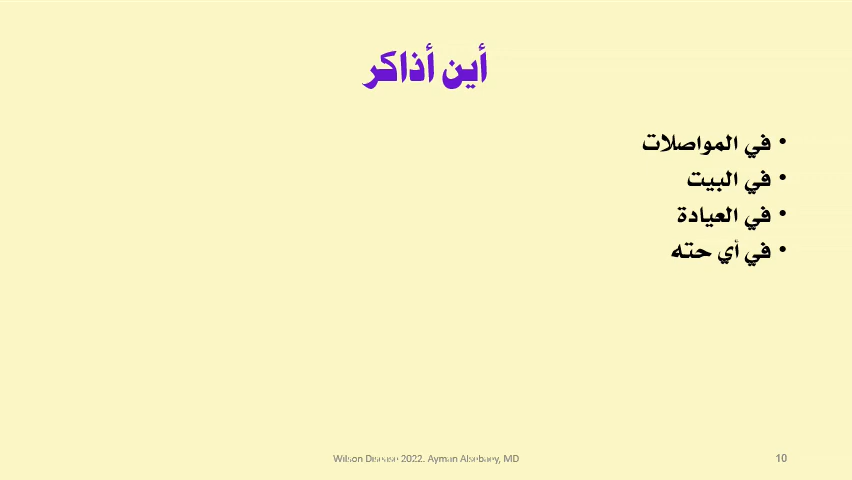 أين أذاكر
• في المواصلات
• في البيت
• في العيادة
• في أي حته
Wilson Disease 2022. Ayman Alsebaey, MD
10